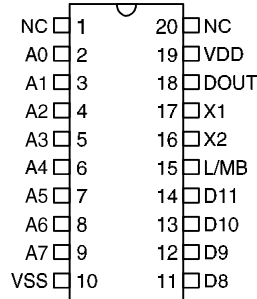 NC 1 20 NC
A0 2 19 VDD
A1 3 18 DOUT
A2 4 17 X1
A3 5 16 X2
A4 6 15 L/MB
A5 7 14 D11
A6 8 13 D10
A7 9 12 D9
VSS 10 11 D8